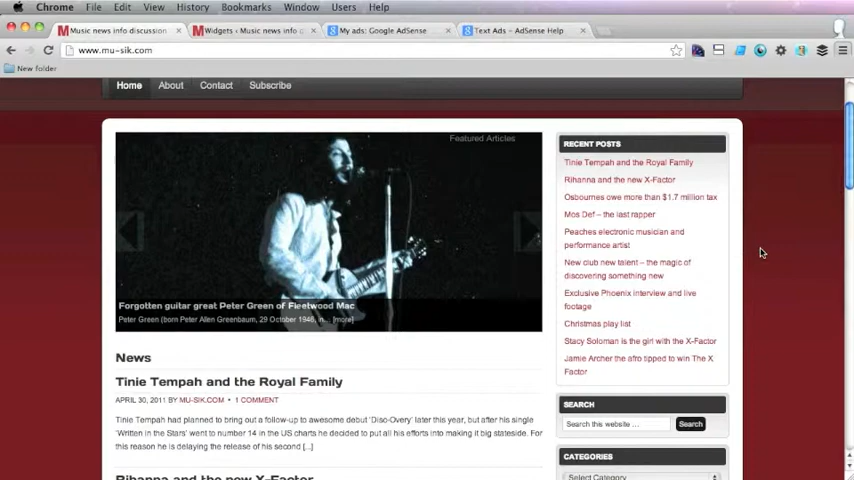 Chrome File Edit View History Bookmarks Window Users Help
Music news info discussion
Widgets ‹ Music news info d
My ads: Google AdSense
Text Ads – AdSense Help
www.mu-sik.com
New folder
Home About Contact Subscribe
Featured Articles
Forgotten guitar great Peter Green of Fleetwood Mac
Peter Green (born Peter Allen Greenbaum, 29 October 1946, in... [more]
News
Tinie Tempah and the Royal Family
APRIL 30, 2011 BY MU-SIK.COM • 1 COMMENT
Tinie Tempah had planned to bring out a follow-up to awesome debut 'Diso-Overy' later this year, but after his single
'Written in the Stars' went to number 14 in the US charts he decided to put all his efforts into making it big stateside. For
this reason he is delaying the release of his second [...]
Rihanna and the new X-Factor
RECENT POSTS
Tinie Tempah and the Royal Family
Rihanna and the new X-Factor
Osbournes owe more than $1.7 million tax
Mos Def – the last rapper
Peaches electronic musician and
performance artist
New club new talent – the magic of
discovering something new
Exclusive Phoenix interview and live
footage
Christmas play list
Stacy Soloman is the girl with the X-Factor
Jamie Archer the afro tipped to win The X
Factor
SEARCH
Search this website …
Search
CATEGORIES
Select Category